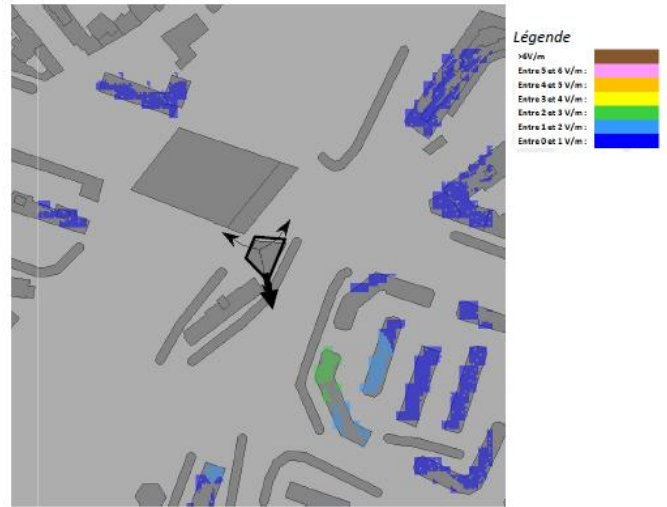 Légende
>6V/m
Entre 5 et 6 V/m :
Entre 4 et 5 V/m :
Entre 3 et 4 V/m :
Entre 2 et 3 V/m :
Entre 1 et 2 V/m :
Entre 0 et 1 V/m :